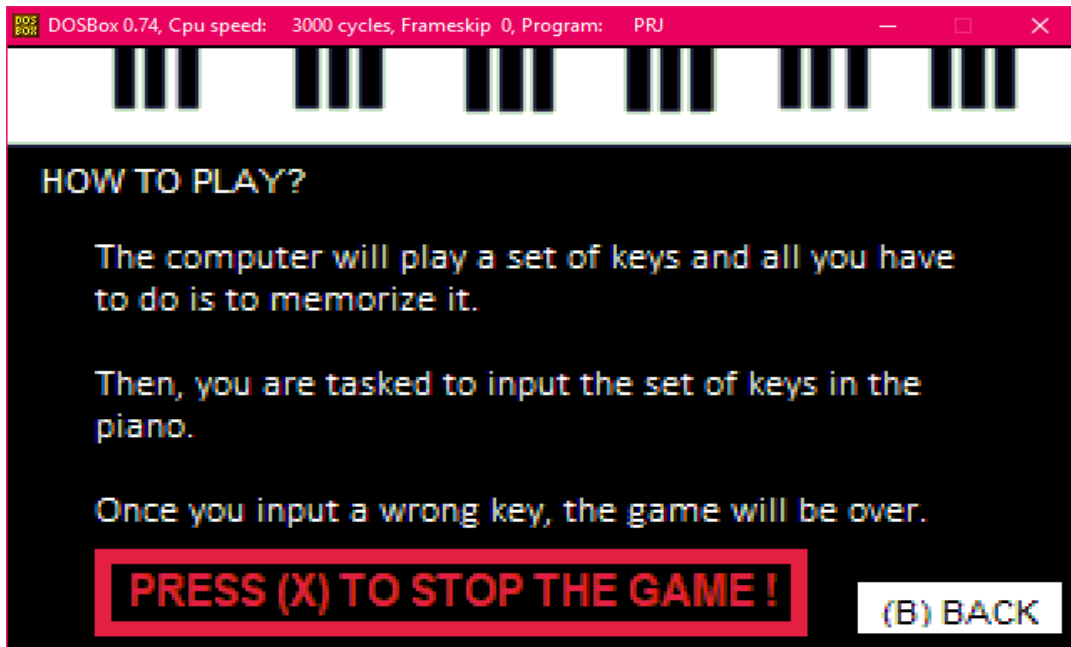 DOS BOX DOSBox 0.74, Cpu speed: 3000 cycles, Frameskip 0, Program: PRJ
HOW TO PLAY?
The computer will play a set of keys and all you have
to do is to memorize it.
Then, you are tasked to input the set of keys in the
piano.
Once you input a wrong key, the game will be over.
PRESS (X) TO STOP THE GAME !
(B) BACK